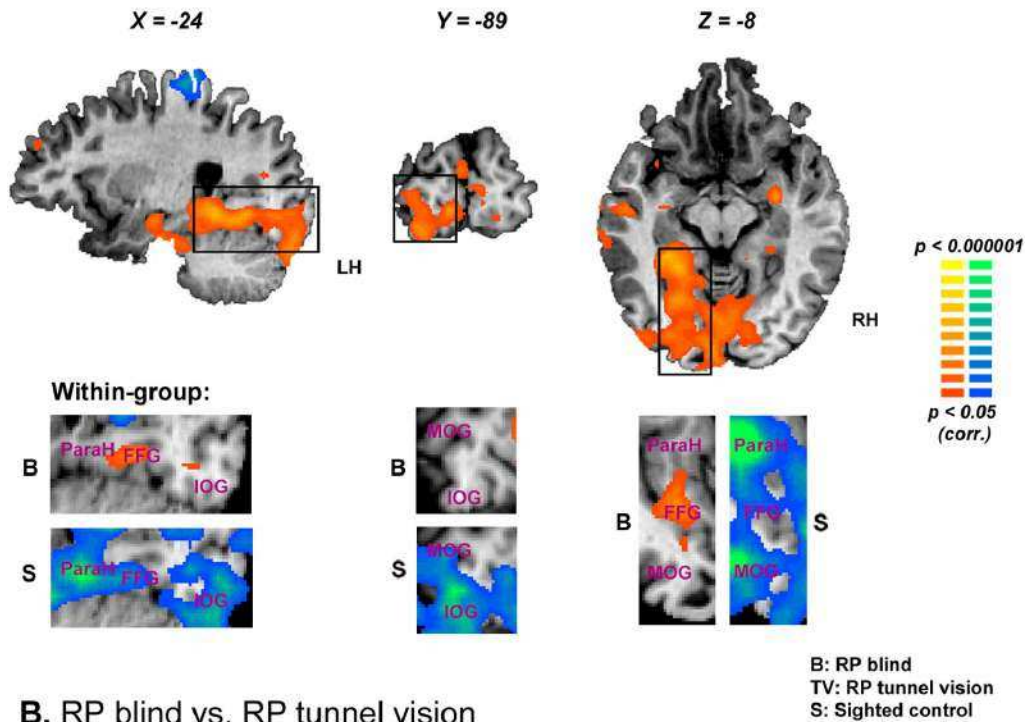 X = -24
Y = -89
Z = -8
LH
RH
p < 0.000001
p < 0.05
(corr.)
Within-group:
B
ParaH FFG
IOG
B
MOG
IOG
B
ParaH
FFG
MOG
S
ParaH
FFG
MOG
S
ParaH FFG
IOG
S
MOG
IOG
B: RP blind
TV: RP tunnel vision
S: Sighted control
B. RP blind vs. RP tunnel vision